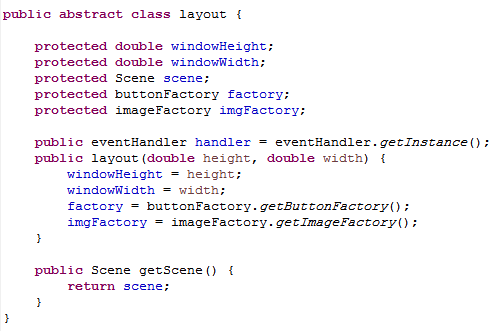 public abstract class layout {
protected double windowHeight;
protected double windowWidth;
protected Scene scene;
protected buttonFactory factory;
protected imageFactory imgFactory;
public eventHandler handler = eventHandler.getInstance();
public layout(double height, double width) {
windowHeight = height;
windowWidth = width;
factory = buttonFactory.getButtonFactory();
imgFactory = imageFactory.getImageFactory();
}
public Scene getScene() {
return scene;
}
}